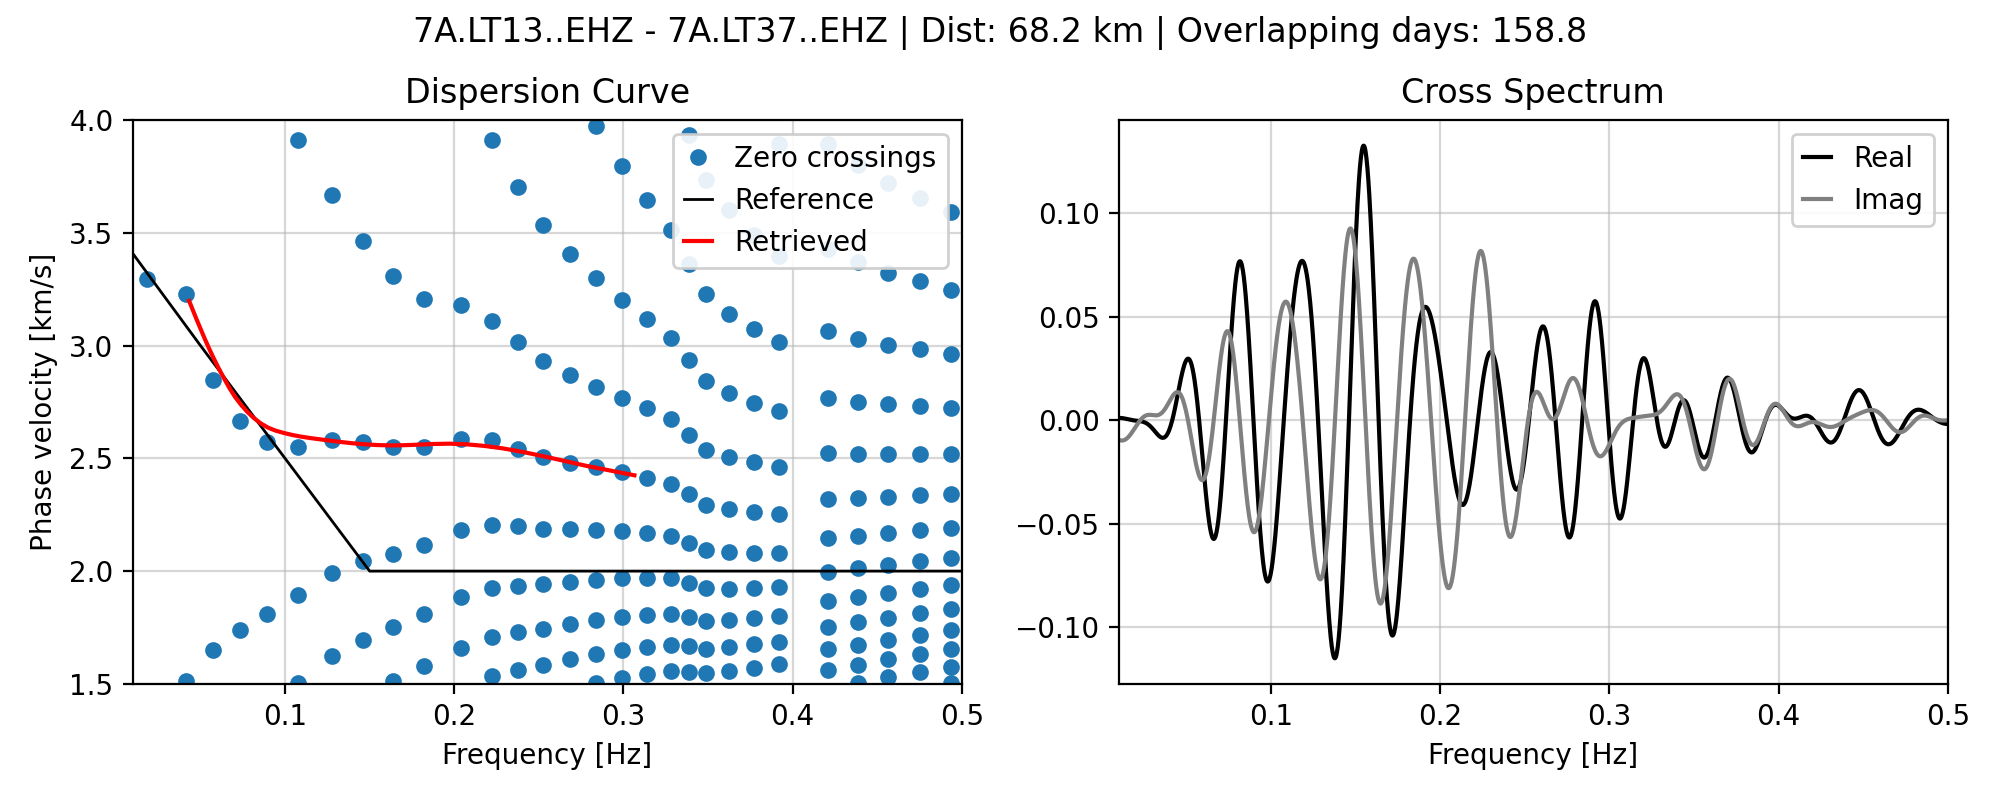 7A.LT13..EHZ - 7A.LT37..EHZ | Dist: 68.2 km | Overlapping days: 158.8
Dispersion Curve
4.0
3.5
3.0
2.5
2.0
1.5
Phase velocity [km/s]
0.1 0.2 0.3 0.4 0.5
Frequency [Hz]
Zero crossings
Reference
Retrieved
Cross Spectrum
0.10
0.05
0.00
−0.05
−0.10
0.1 0.2 0.3 0.4 0.5
Frequency [Hz]
Real
Imag